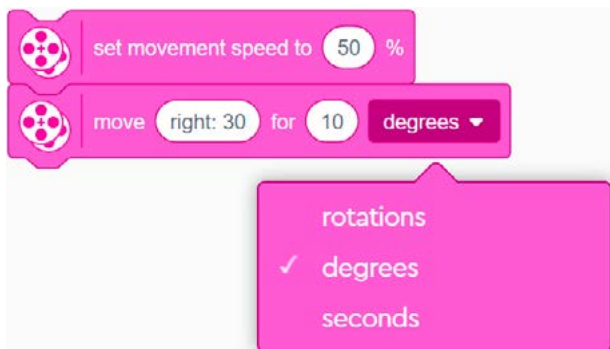 set movement speed to 50 %
move right: 30 for 10 degrees
rotations
✓ degrees
seconds